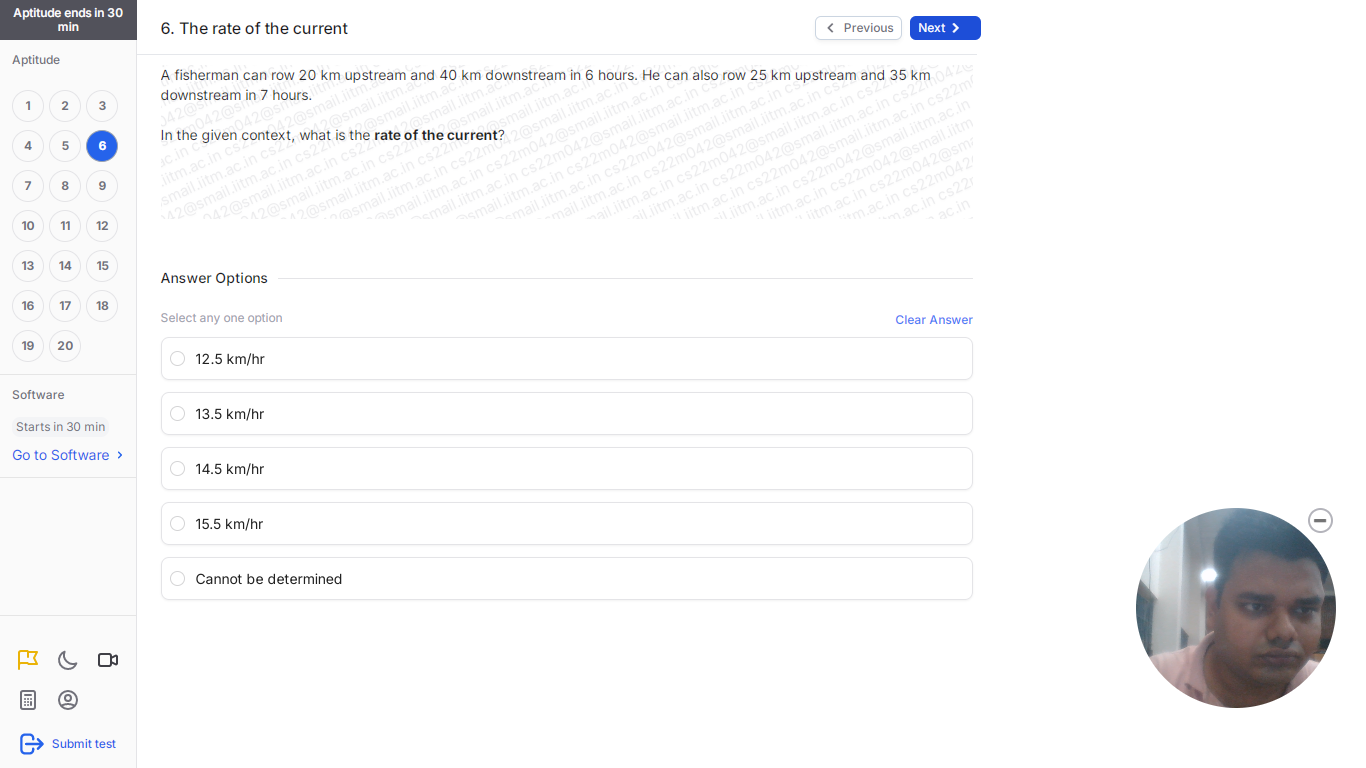 Aptitude ends in 30
min
6. The rate of the current
Previous
Next
Aptitude
A fisherman can row 20 km upstream and 40 km downstream in 6 hours. He can also row 25 km upstream and 35 km
downstream in 7 hours.
In the given context, what is the rate of the current?
1
2
3
4
5
6
7
8
9
10
11
12
13
14
15
16
17
18
19
20
Answer Options
Select any one option
Clear Answer
12.5 km/hr
13.5 km/hr
14.5 km/hr
15.5 km/hr
Cannot be determined
Software
Starts in 30 min
Go to Software
Submit test